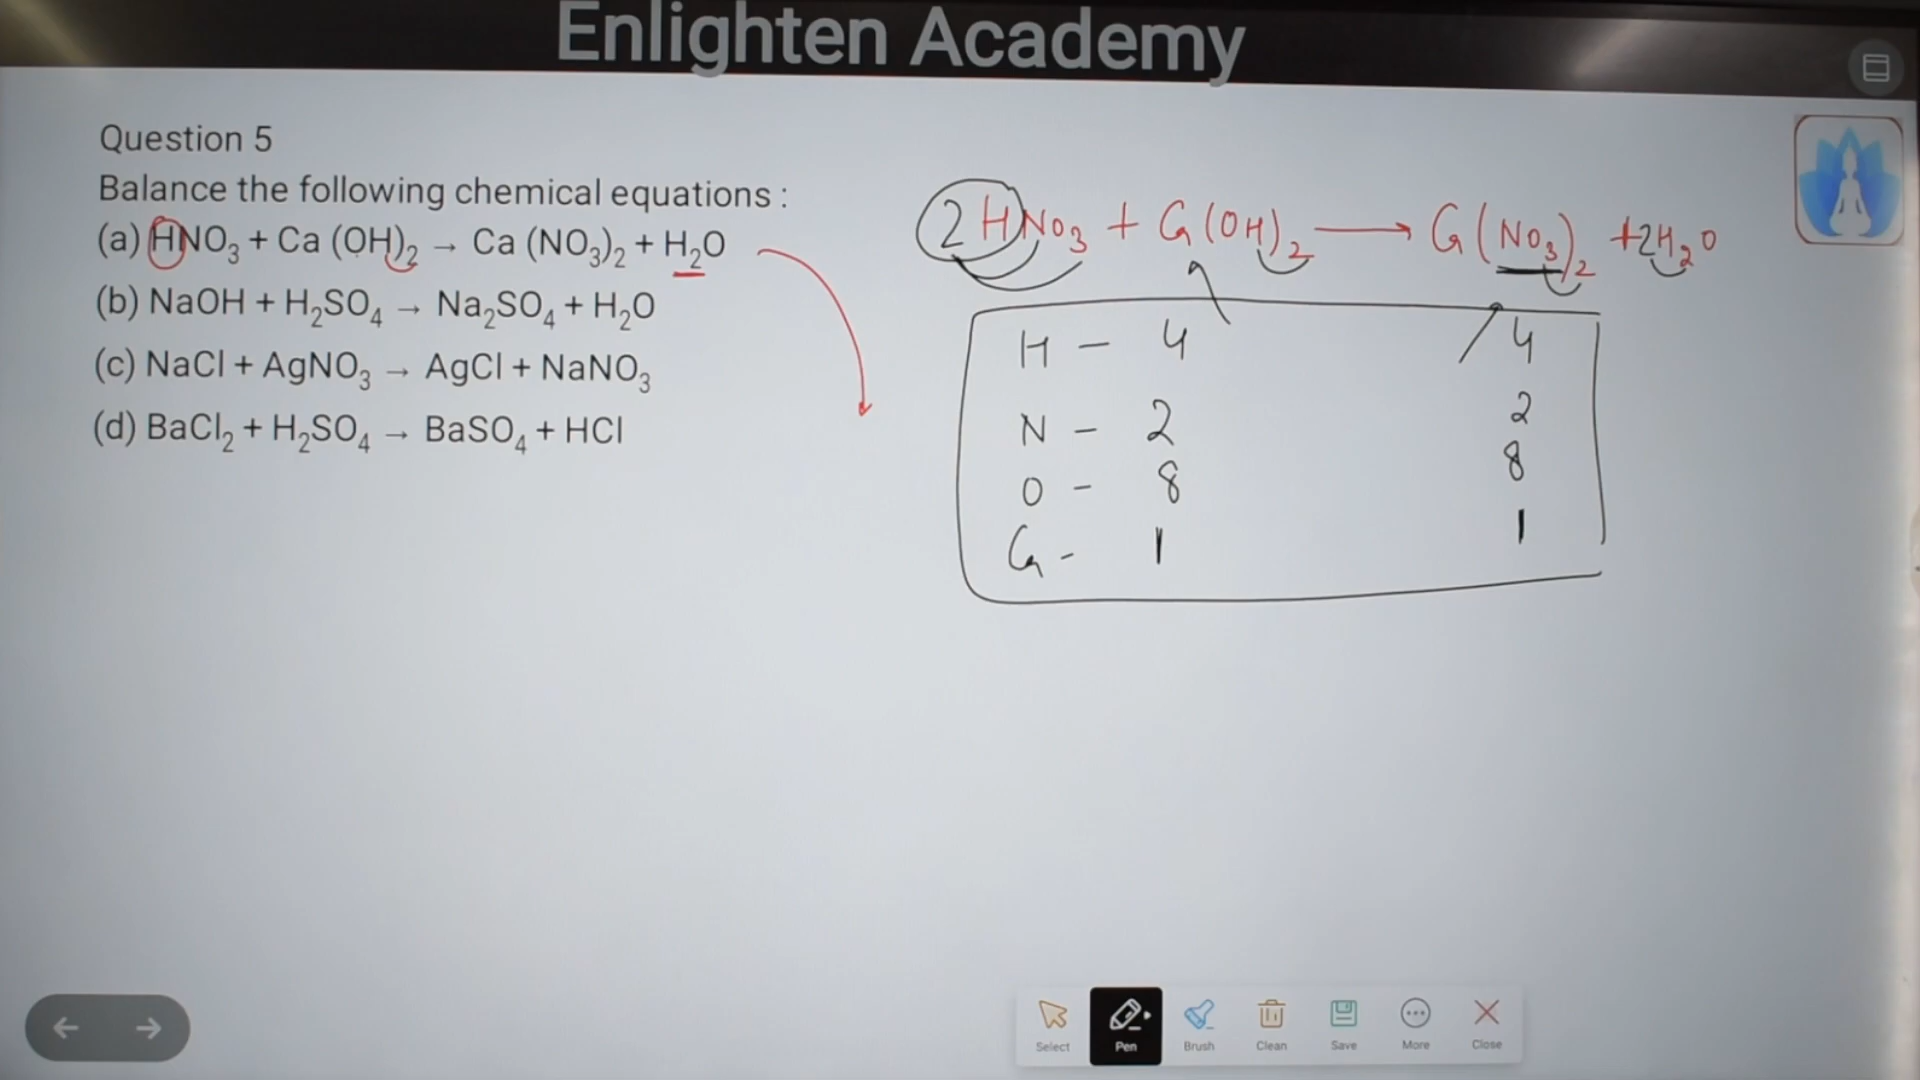 Enlighten Academy
Question 5
Balance the following chemical equations :
(a) HNO₃ + Ca (OH)₂ → Ca (NO₃)₂ + H₂O
(b) NaOH + H₂SO₄ → Na₂SO₄ + H₂O
(c) NaCl + AgNO₃ → AgCl + NaNO₃
(d) BaCl₂ + H₂SO₄ → BaSO₄ + HCl
2HNO₃ + Ca(OH)₂ ⟶ Ca(NO₃)₂ + 2H₂O
H – 4 4
N – 2 2
O – 8 8
Ca – 1 1
Select Pen Brush Clean Save More Close